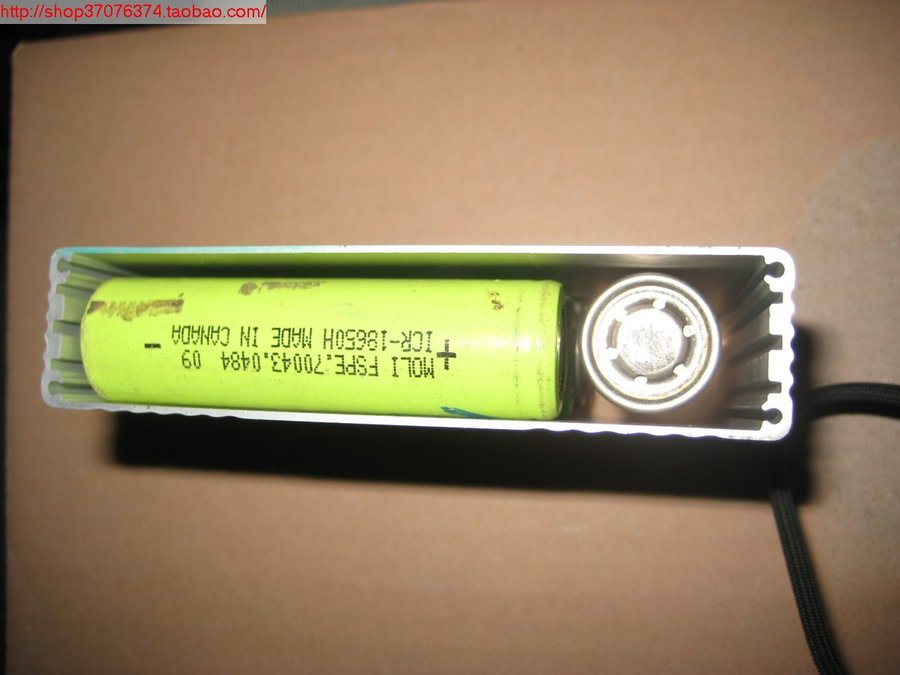 http://shop37076374.taobao.com/
MOLI FSPE.70043.0484 09
ICR-18650H MADE IN CANADA
+
-